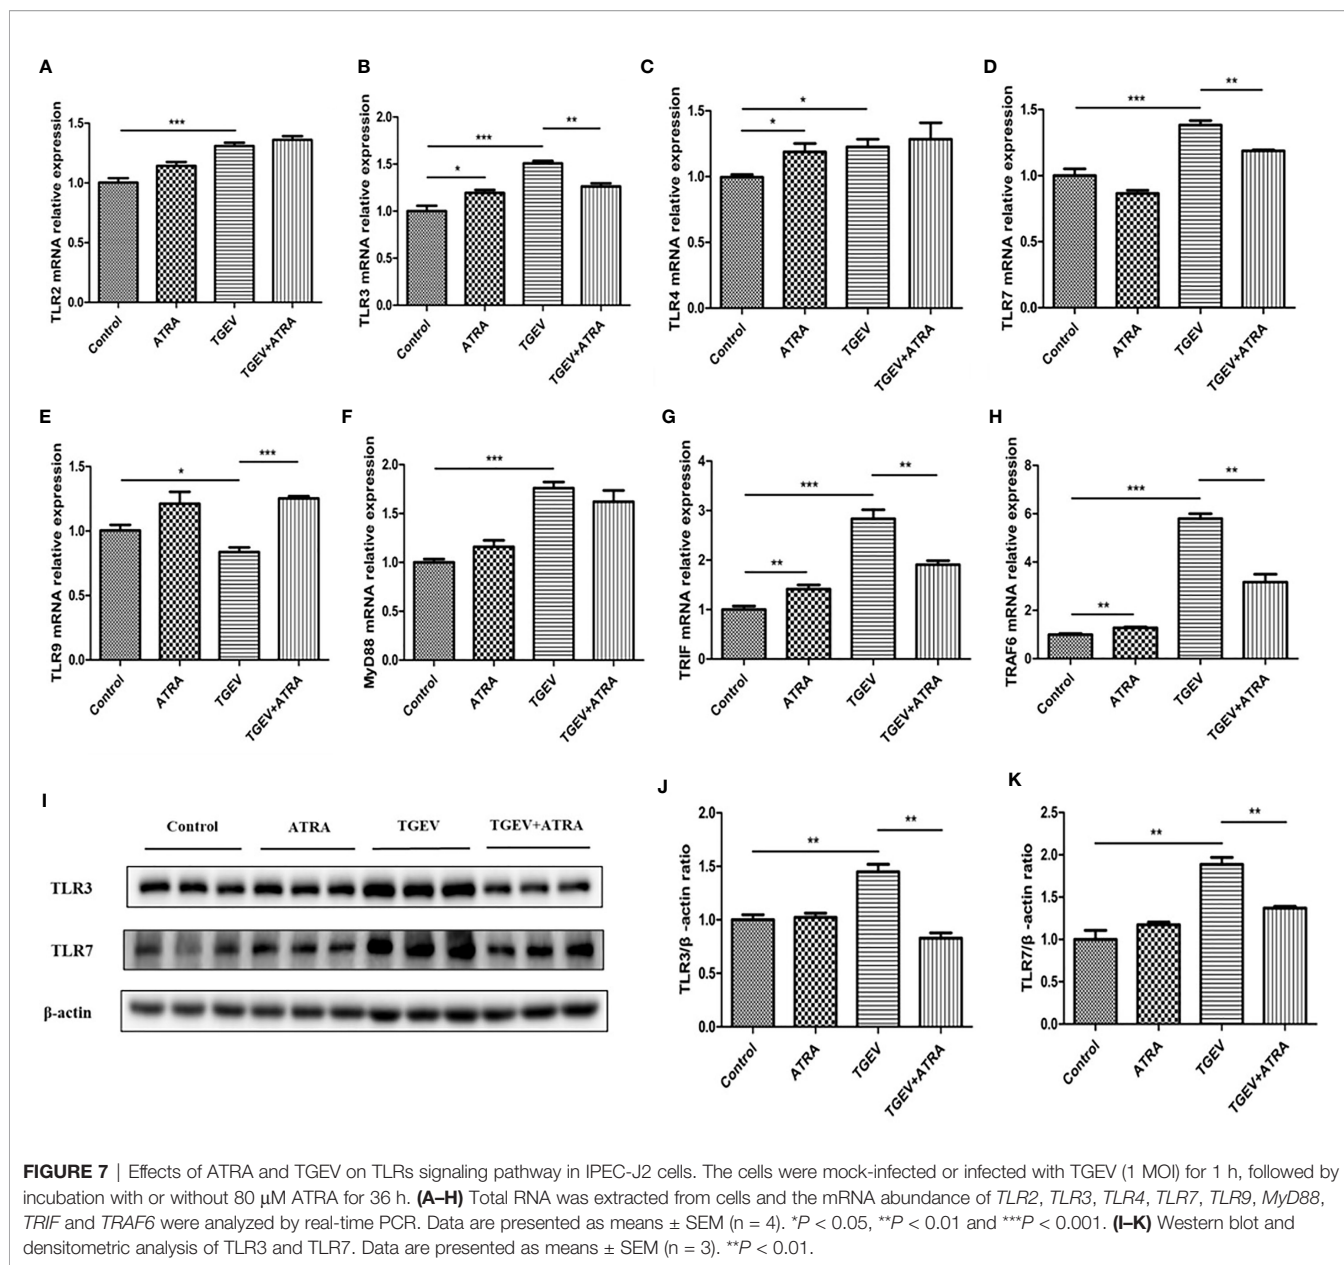 A
TLR2 mRNA relative expression
1.5
1.0
0.5
0.0
***
Control
ATRA
TGEV
TGEV+ATRA
B
TLR3 mRNA relative expression
2.0
1.5
1.0
0.5
0.0
*
***
**
Control
ATRA
TGEV
TGEV+ATRA
C
TLR4 mRNA relative expression
1.5
1.0
0.5
0.0
*
*
Control
ATRA
TGEV
TGEV+ATRA
D
TLR7 mRNA relative expression
1.5
1.0
0.5
0.0
***
**
Control
ATRA
TGEV
TGEV+ATRA
E
TLR9 mRNA relative expression
1.5
1.0
0.5
0.0
*
***
Control
ATRA
TGEV
TGEV+ATRA
F
MyD88 mRNA relative expression
2.0
1.5
1.0
0.5
0.0
***
Control
ATRA
TGEV
TGEV+ATRA
G
TRIF mRNA relative expression
4
3
2
1
0
**
***
**
Control
ATRA
TGEV
TGEV+ATRA
H
TRAF6 mRNA relative expression
8
6
4
2
0
**
***
**
Control
ATRA
TGEV
TGEV+ATRA
I
Control ATRA TGEV TGEV+ATRA
TLR3
TLR7
β-actin
J
TLR3/β -actin ratio
2.0
1.5
1.0
0.5
0.0
**
**
Control
ATRA
TGEV
TGEV+ATRA
K
TLR7/β -actin ratio
2.5
2.0
1.5
1.0
0.5
0.0
**
**
Control
ATRA
TGEV
TGEV+ATRA
FIGURE 7 | Effects of ATRA and TGEV on TLRs signaling pathway in IPEC-J2 cells. The cells were mock-infected or infected with TGEV (1 MOI) for 1 h, followed by
incubation with or without 80 μM ATRA for 36 h. (A–H) Total RNA was extracted from cells and the mRNA abundance of TLR2, TLR3, TLR4, TLR7, TLR9, MyD88,
TRIF and TRAF6 were analyzed by real-time PCR. Data are presented as means ± SEM (n = 4). *P < 0.05, **P < 0.01 and ***P < 0.001. (I–K) Western blot and
densitometric analysis of TLR3 and TLR7. Data are presented as means ± SEM (n = 3). **P < 0.01.